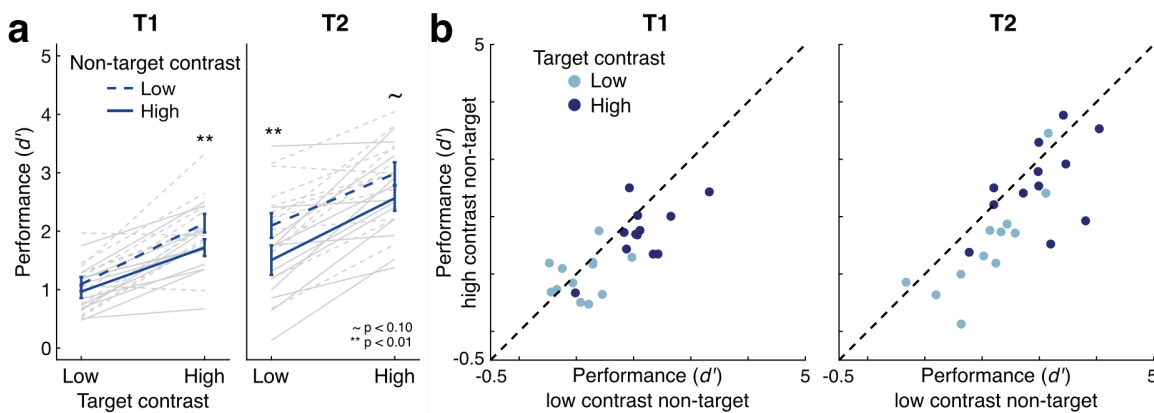 a
T1
T2
Performance (d′)
5
4
3
2
1
0
Non-target contrast
Low
High
**
**
~
~ p < 0.10
** p < 0.01
Low
High
Low
High
Target contrast
b
T1
T2
Performance (d′)
high contrast non-target
5
-0.5
Target contrast
Low
High
-0.5
Performance (d′)
low contrast non-target
5
-0.5
Performance (d′)
low contrast non-target
5